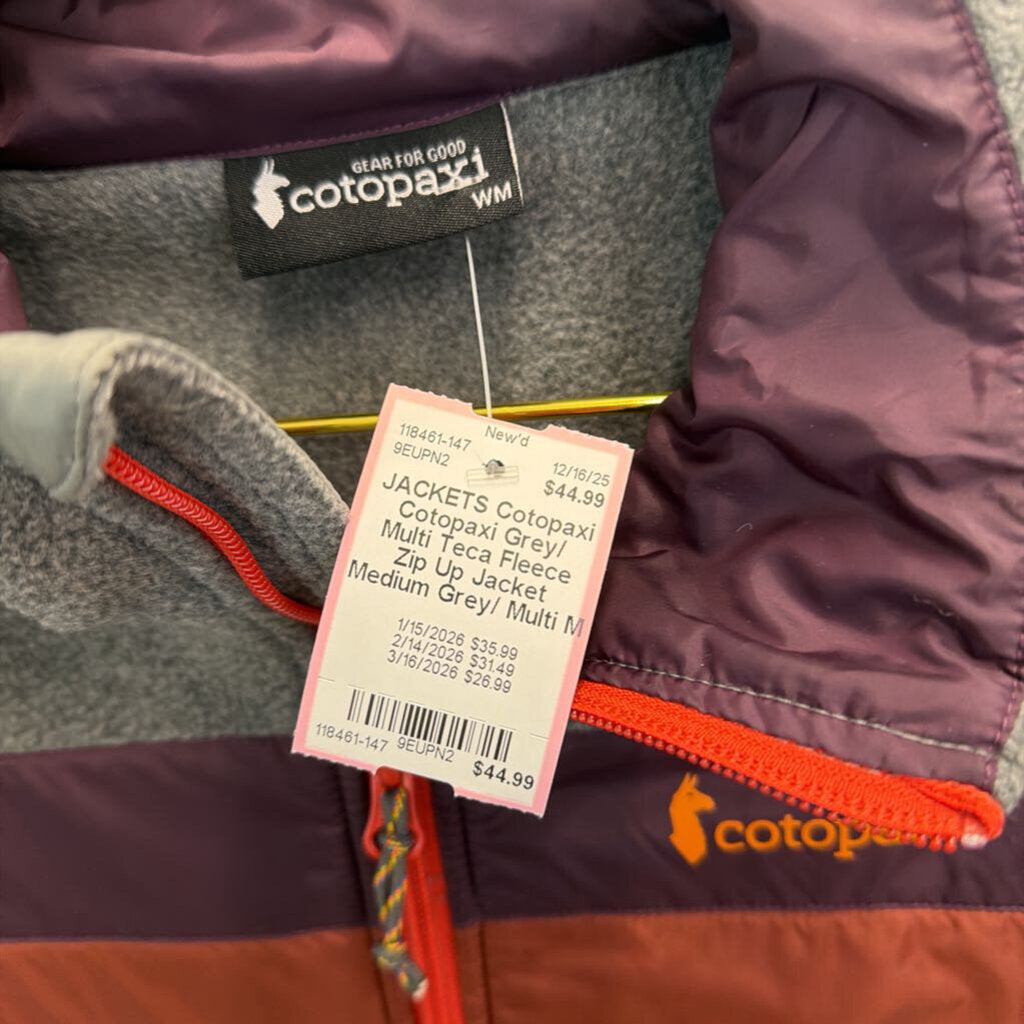 GEAR FOR GOOD
cotopaxi
WM
118461-147 New'd
9EUPN2 12/16/25
$44.99
JACKETS Cotopaxi
Cotopaxi Grey/
Multi Teca Fleece
Zip Up Jacket
Medium Grey/ Multi M
1/15/2026 $35.99
2/14/2026 $31.49
3/16/2026 $26.99
118461-147 9EUPN2
$44.99